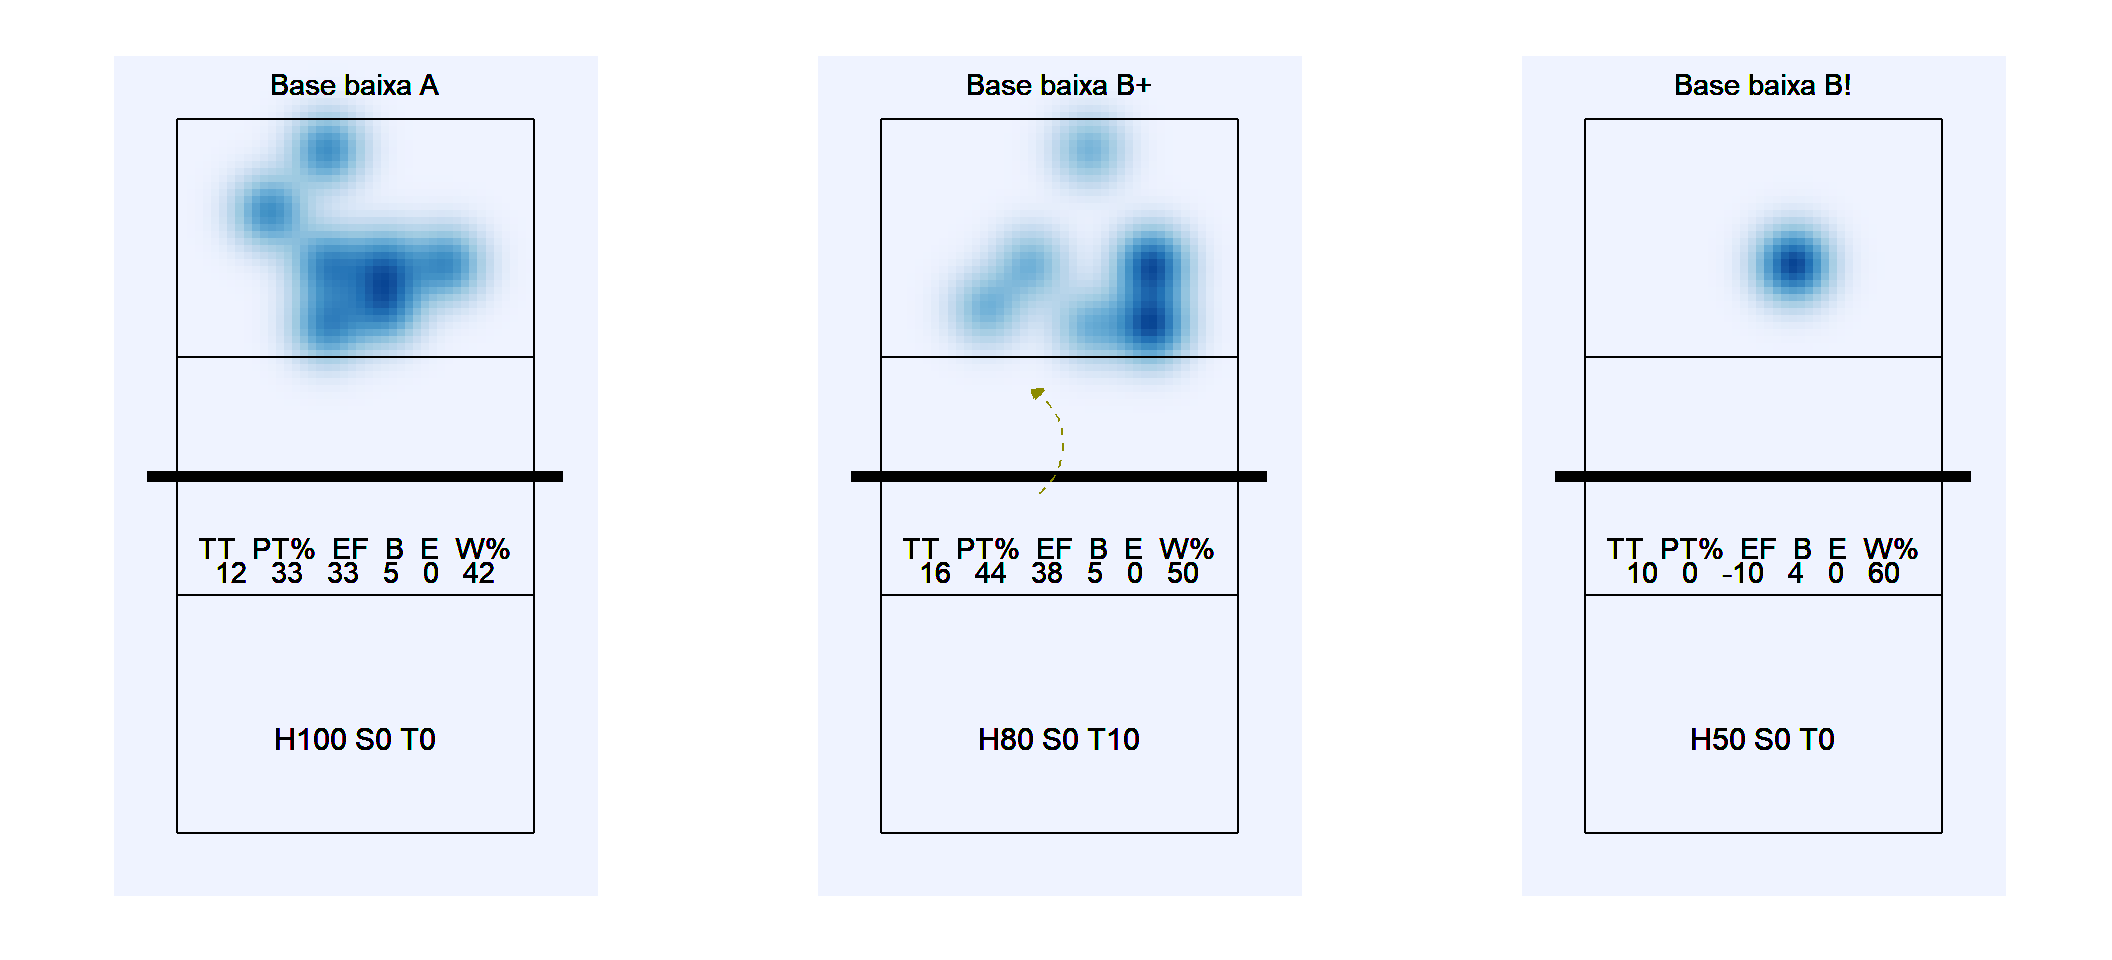 Base baixa A
TT PT% EF B E W%
12 33 33 5 0 42
H100 S0 T0
Base baixa B+
TT PT% EF B E W%
16 44 38 5 0 50
H80 S0 T10
Base baixa B!
TT PT% EF B E W%
10 0 -10 4 0 60
H50 S0 T0